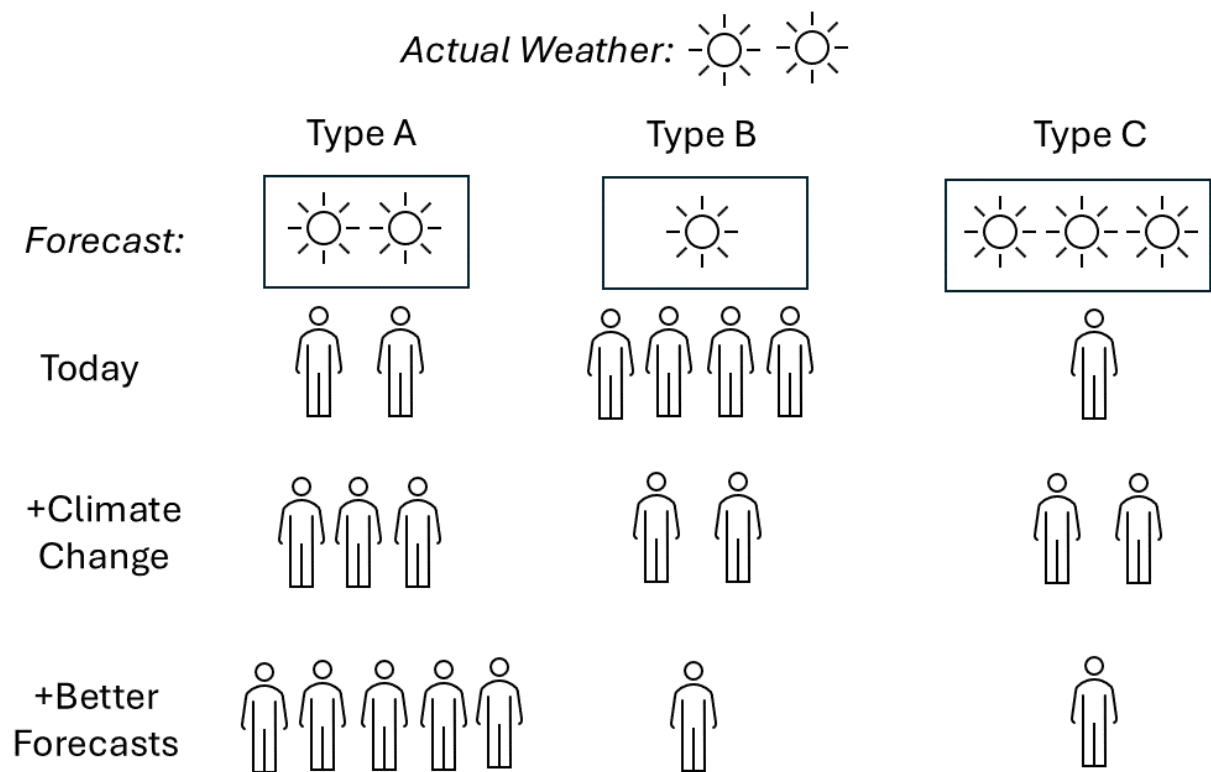 Actual Weather:
Type A
Type B
Type C
Forecast:
Today
+Climate
Change
+Better
Forecasts